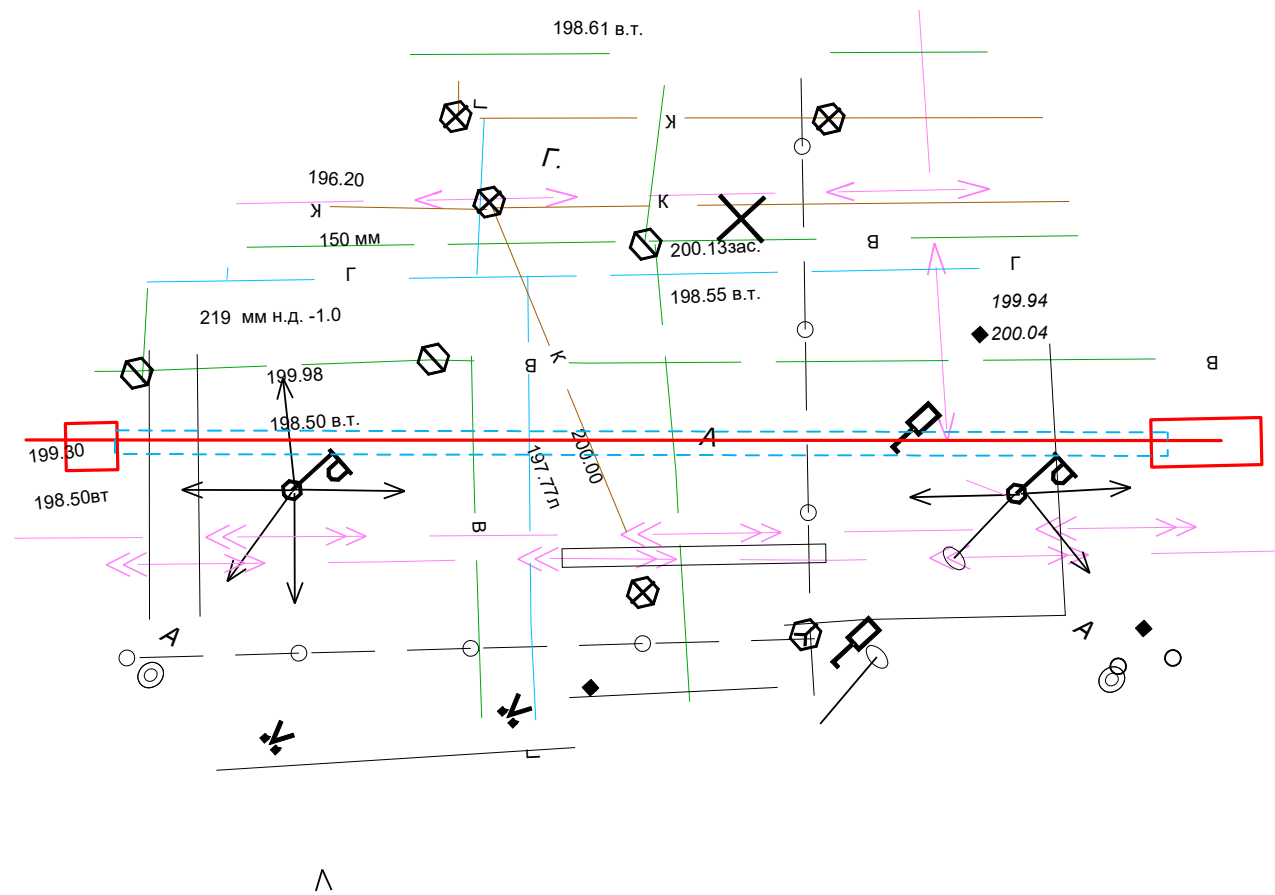 198.61 в.т.
Г
К
Г.
196.20
К
К
150 мм
200.13зас.
В
Г
Г
198.55 в.т.
199.94
219 мм н.д. -1.0
200.04
К
В
В
199.98
198.50 в.т.
А
199.30
200.00
197.77л
198.50вт
В
А
А
Г